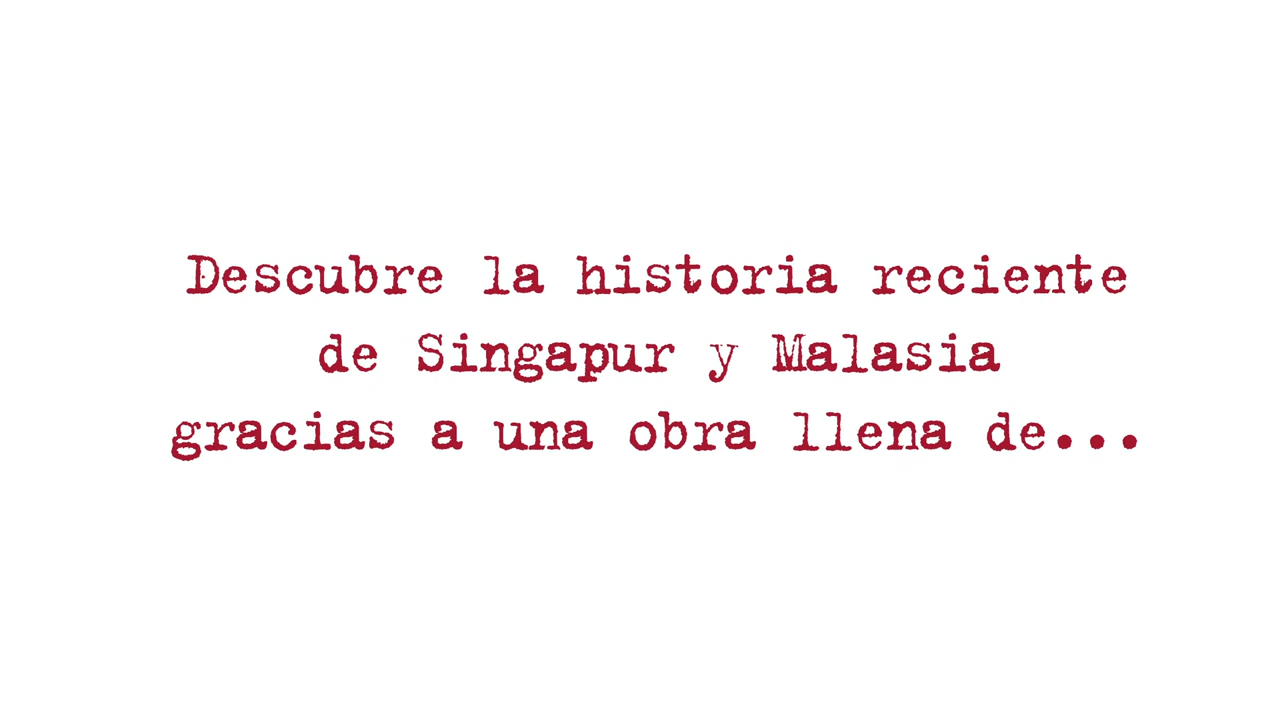 Descubre la historia reciente
de Singapur y Malasia
gracias a una obra llena de...